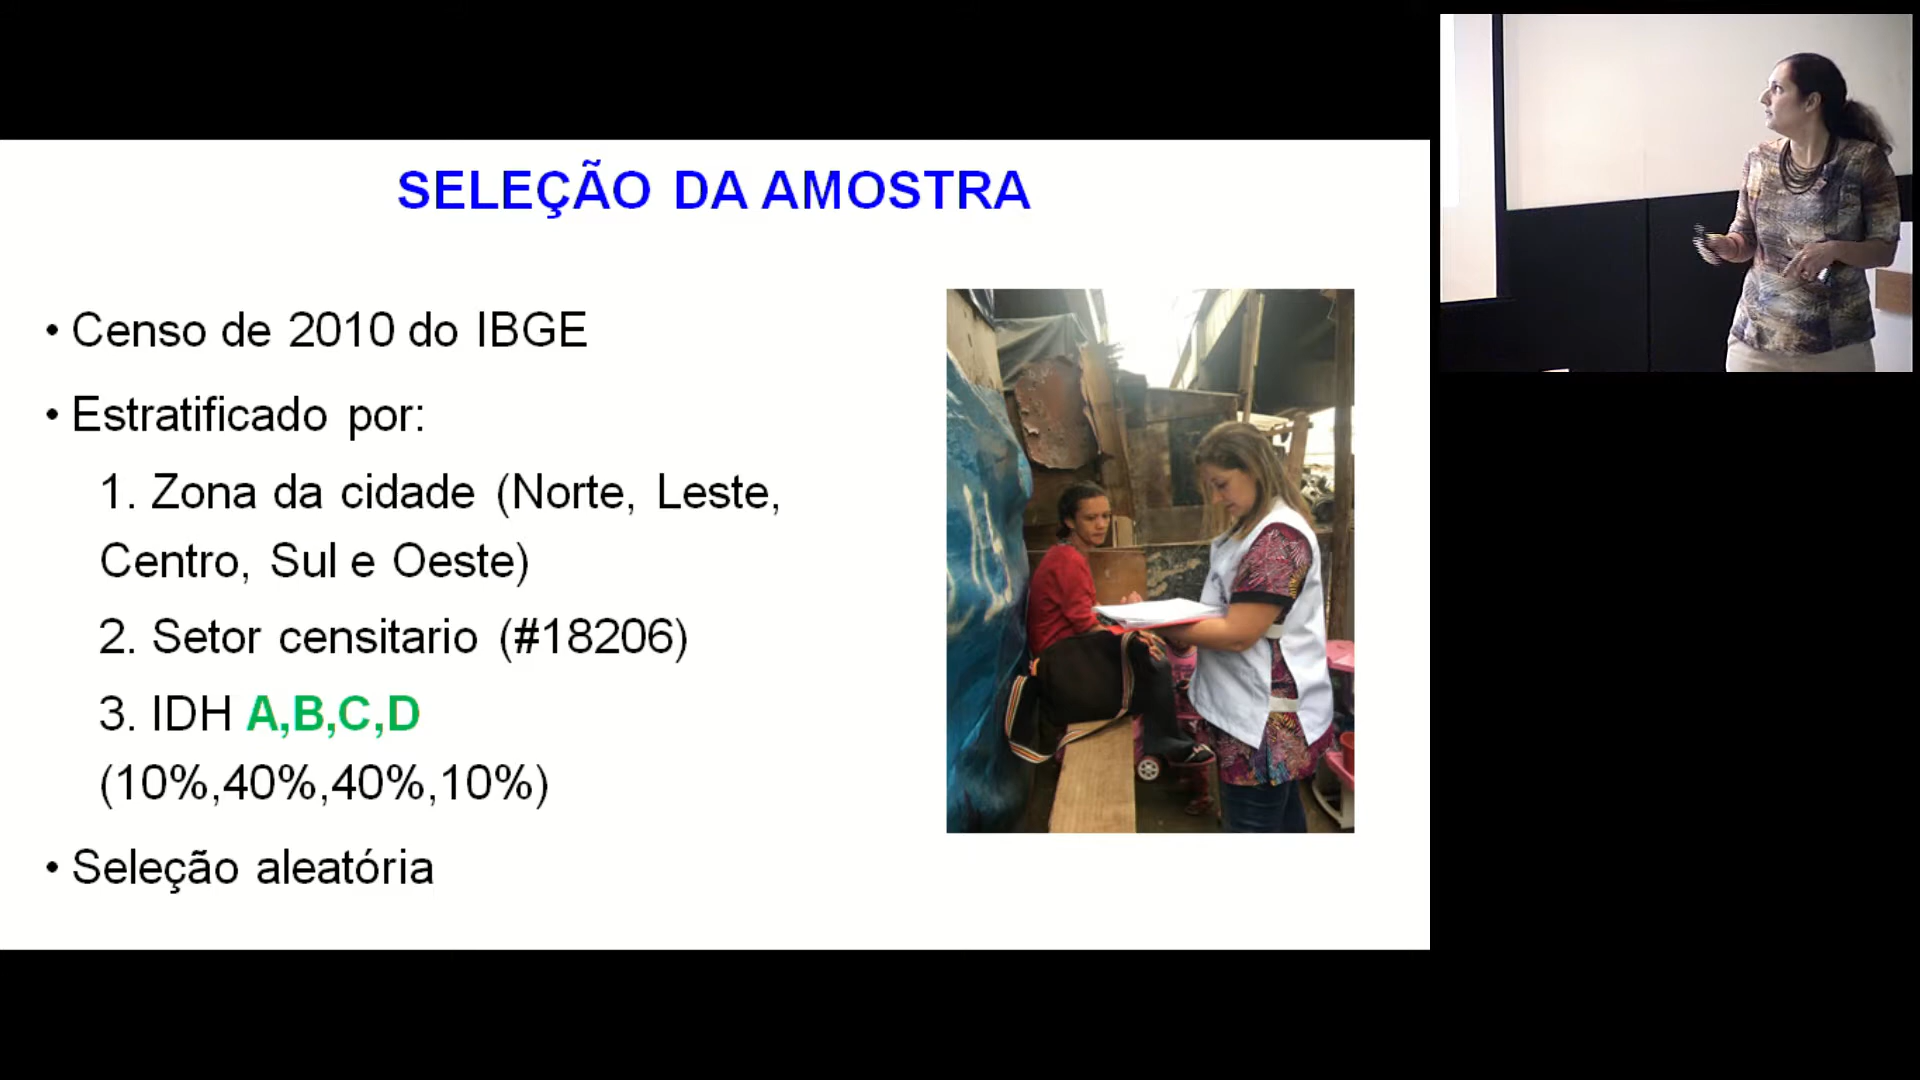 SELEÇÃO DA AMOSTRA
• Censo de 2010 do IBGE
• Estratificado por:
1. Zona da cidade (Norte, Leste,
Centro, Sul e Oeste)
2. Setor censitario (#18206)
3. IDH A,B,C,D
(10%,40%,40%,10%)
• Seleção aleatória